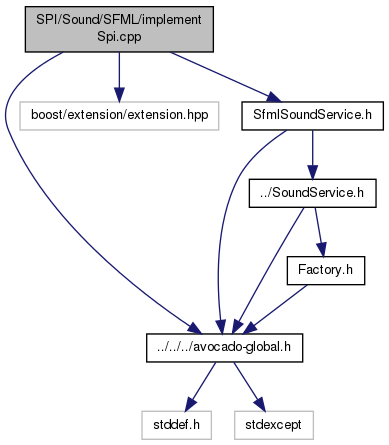 SPI/Sound/SFML/implement
Spi.cpp
boost/extension/extension.hpp
SfmlSoundService.h
../SoundService.h
Factory.h
../../../avocado-global.h
stddef.h
stdexcept